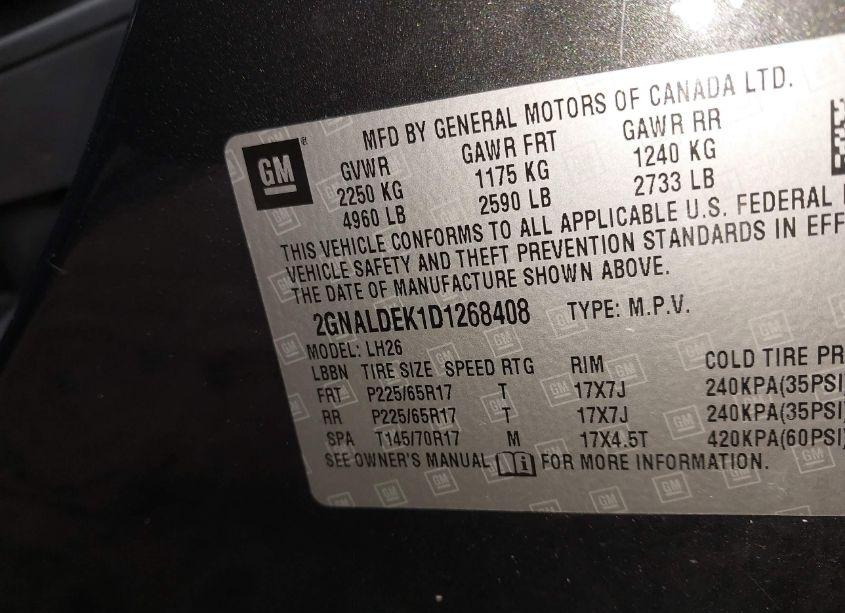 MFD BY GENERAL MOTORS OF CANADA LTD.
GM ®
GVWR GAWR FRT GAWR RR
2250 KG 1175 KG 1240 KG
4960 LB 2590 LB 2733 LB
THIS VEHICLE CONFORMS TO ALL APPLICABLE U.S. FEDERAL
VEHICLE SAFETY AND THEFT PREVENTION STANDARDS IN EFF
THE DATE OF MANUFACTURE SHOWN ABOVE.
2GNALDEK1D1268408 TYPE: M.P.V.
MODEL: LH26
LBBN TIRE SIZE SPEED RTG RIM COLD TIRE PR
FRT P225/65R17 T 17X7J 240KPA(35PSI)
RR P225/65R17 T 17X7J 240KPA(35PSI)
SPA T145/70R17 M 17X4.5T 420KPA(60PSI)
SEE OWNER'S MANUAL i FOR MORE INFORMATION.